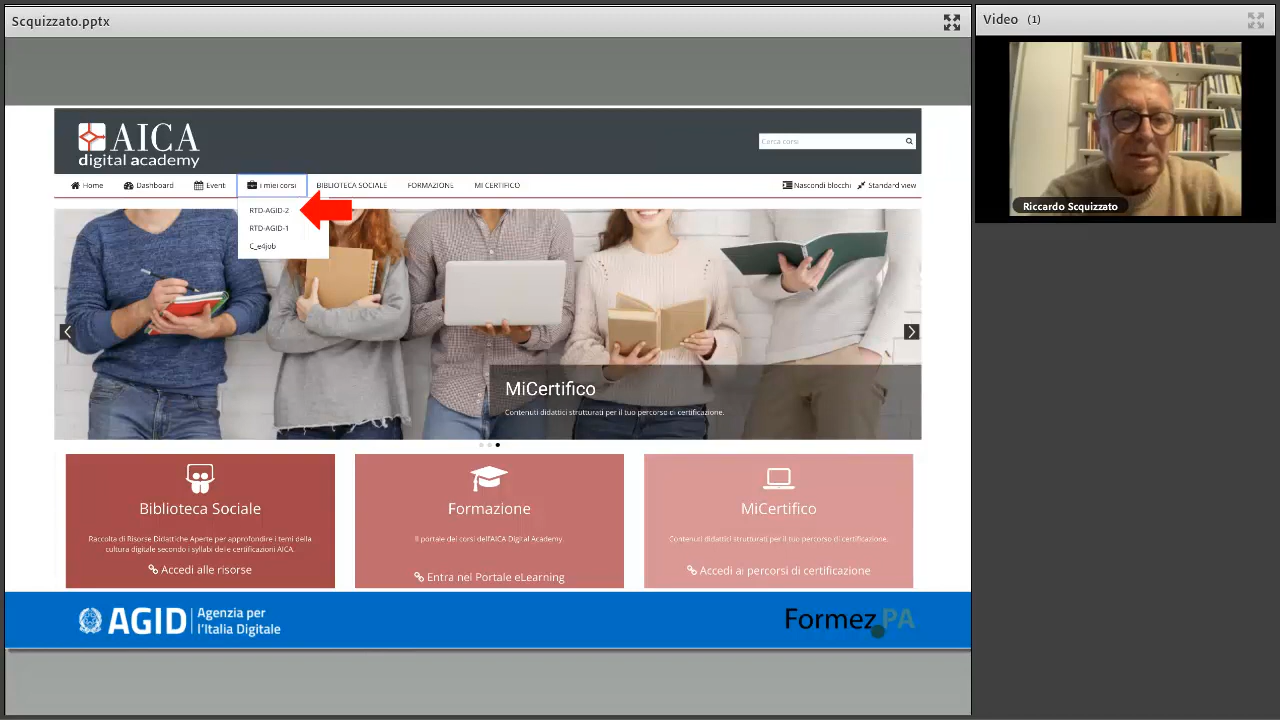 Scquizzato.pptx
Video (1)
Riccardo Scquizzato
AICA
digital academy
Cerca corsi
Home Dashboard Eventi I miei corsi BIBLIOTECA SOCIALE FORMAZIONE MI CERTIFICO Nascondi blocchi Standard view
RTD-AGID-2
RTD-AGID-1
C_e4job
MiCertifico
Contenuti didattici strutturati per il tuo percorso di certificazione.
Biblioteca Sociale
Raccolta di Risorse Didattiche Aperte per approfondire i temi della
cultura digitale secondo i syllabi delle certificazioni AICA.
Accedi alle risorse
Formazione
Il portale dei corsi dell'AICA Digital Academy.
Entra nel Portale eLearning
MiCertifico
Contenuti didattici strutturati per il tuo percorso di certificazione.
Accedi ai percorsi di certificazione
AGID Agenzia per
l'Italia Digitale
Formez PA